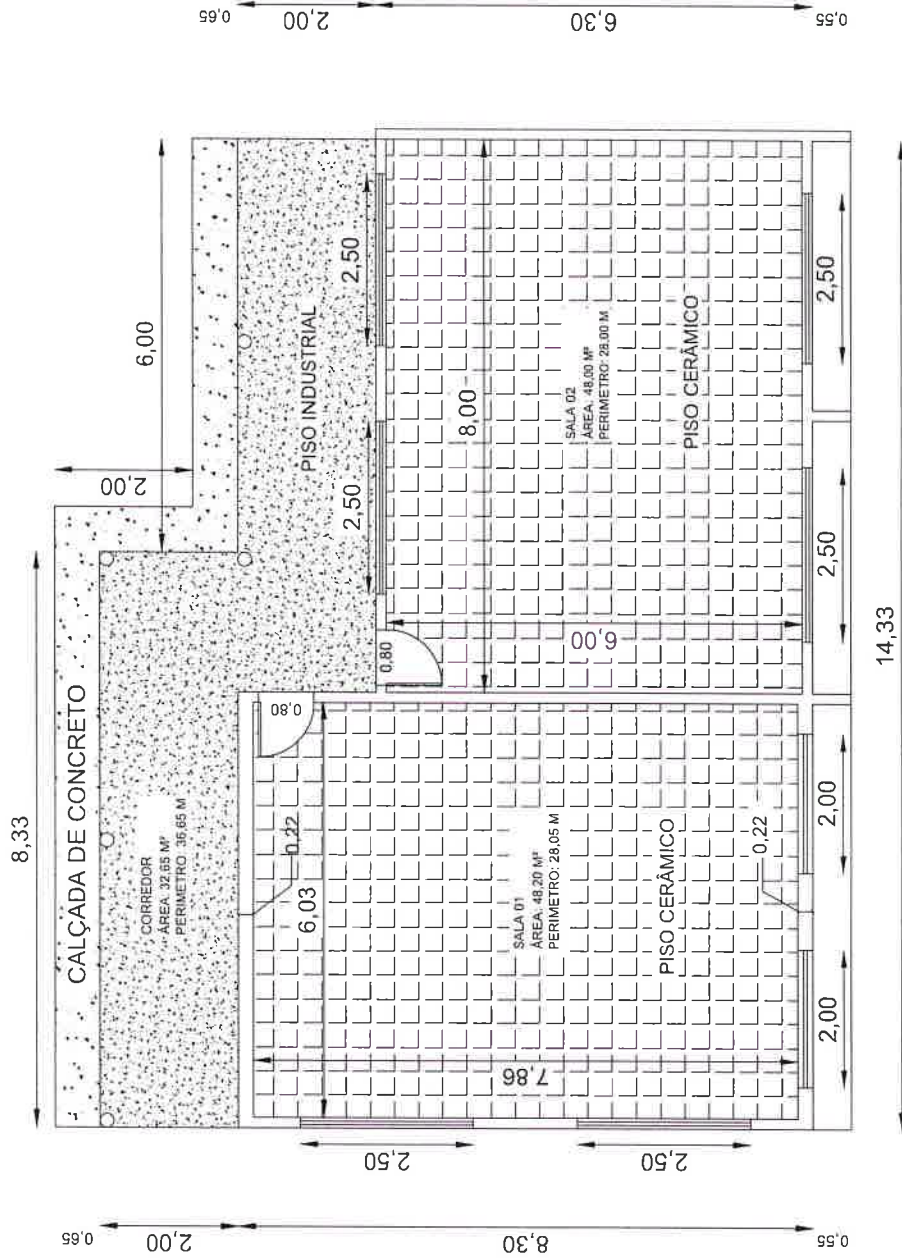 8,33
6,00
2,00
CALÇADA DE CONCRETO
0,65
2,00
8,30
0,55
0,65
2,00
6,30
0,55
CORREDOR
ÁREA: 32,65 M²
PERIMETRO: 36,65 M
PISO INDUSTRIAL
2,50
2,50
0,80
0,80
0,22
6,03
8,00
7,86
6,00
SALA 01
ÁREA: 48,20 M²
PERIMETRO: 28,05 M
PISO CERÂMICO
0,22
SALA 02
ÁREA: 48,00 M²
PERIMETRO: 28,00 M
PISO CERÂMICO
2,50
2,50
2,00
2,00
2,50
2,50
14,33